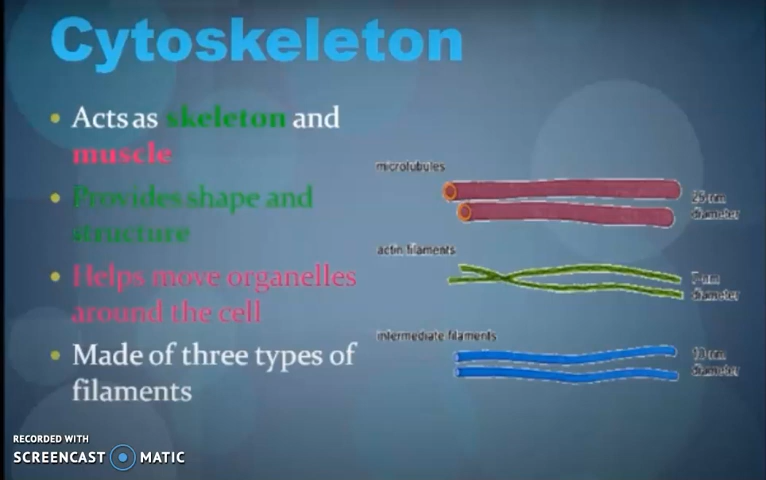 Cytoskeleton
Acts as skeleton and
muscle
Provides shape and
structure
Helps move organelles
around the cell
Made of three types of
filaments
microtubules
25-nm
diameter
actin filaments
7-nm
diameter
intermediate filaments
10-nm
diameter
RECORDED WITH
SCREENCAST MATIC